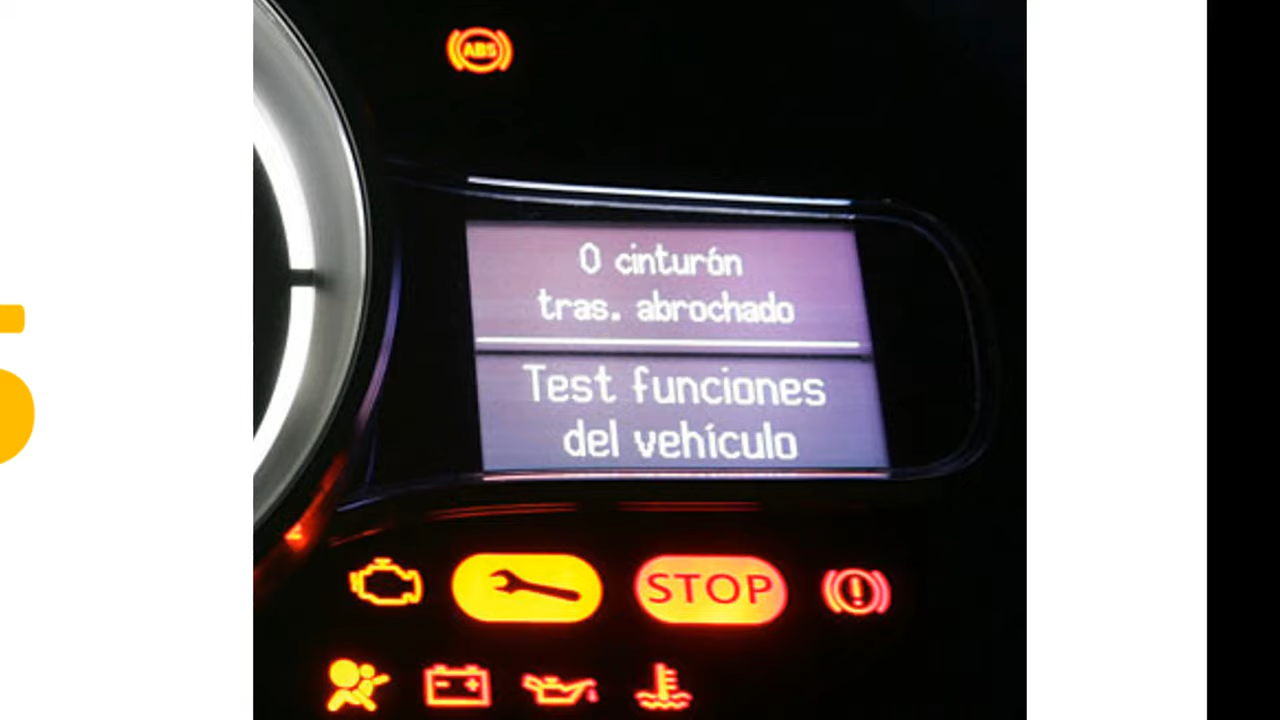 ABS
0 cinturón
tras. abrochado
Test funciones
del vehículo
STOP